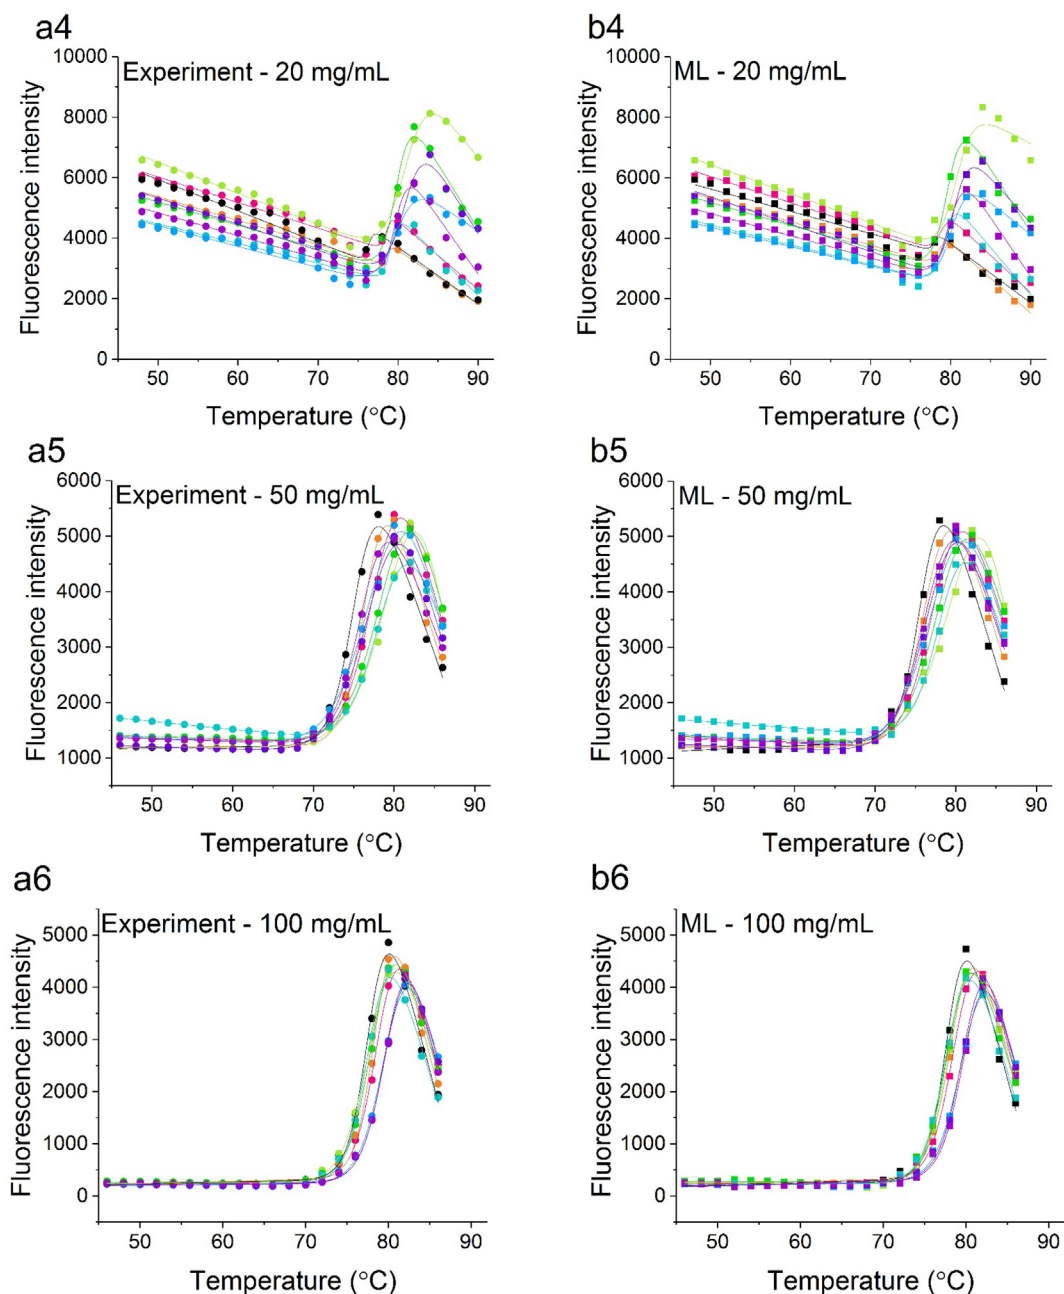 a4
b4
Experiment - 20 mg/mL
ML - 20 mg/mL
Fluorescence intensity
Fluorescence intensity
10000
8000
6000
4000
2000
0
10000
8000
6000
4000
2000
0
50 60 70 80 90
50 60 70 80 90
Temperature (°C)
Temperature (°C)
a5
b5
Experiment - 50 mg/mL
ML - 50 mg/mL
Fluorescence intensity
Fluorescence intensity
6000
5000
4000
3000
2000
1000
6000
5000
4000
3000
2000
1000
50 60 70 80 90
50 60 70 80 90
Temperature (°C)
Temperature (°C)
a6
b6
Experiment - 100 mg/mL
ML - 100 mg/mL
Fluorescence intensity
Fluorescence intensity
5000
4000
3000
2000
1000
0
5000
4000
3000
2000
1000
0
50 60 70 80 90
50 60 70 80 90
Temperature (°C)
Temperature (°C)